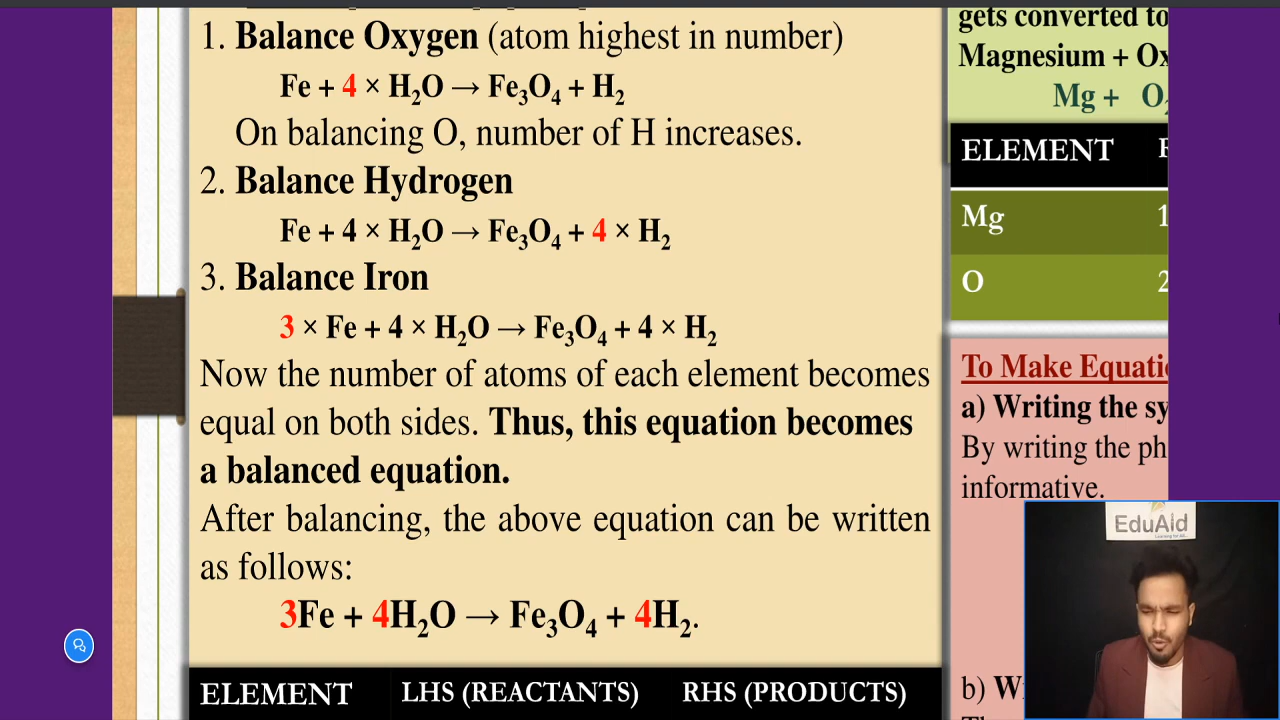 1. Balance Oxygen (atom highest in number)
Fe + 4 × H₂O → Fe₃O₄ + H₂
On balancing O, number of H increases.
2. Balance Hydrogen
Fe + 4 × H₂O → Fe₃O₄ + 4 × H₂
3. Balance Iron
3 × Fe + 4 × H₂O → Fe₃O₄ + 4 × H₂
Now the number of atoms of each element becomes
equal on both sides. Thus, this equation becomes
a balanced equation.
After balancing, the above equation can be written
as follows:
3Fe + 4H₂O → Fe₃O₄ + 4H₂.
ELEMENT LHS (REACTANTS) RHS (PRODUCTS)
gets converted to
Magnesium + Ox
Mg + O₂
ELEMENT
Mg 1
O 2
To Make Equati
a) Writing the sy
By writing the ph
informative.
b) W
EduAid